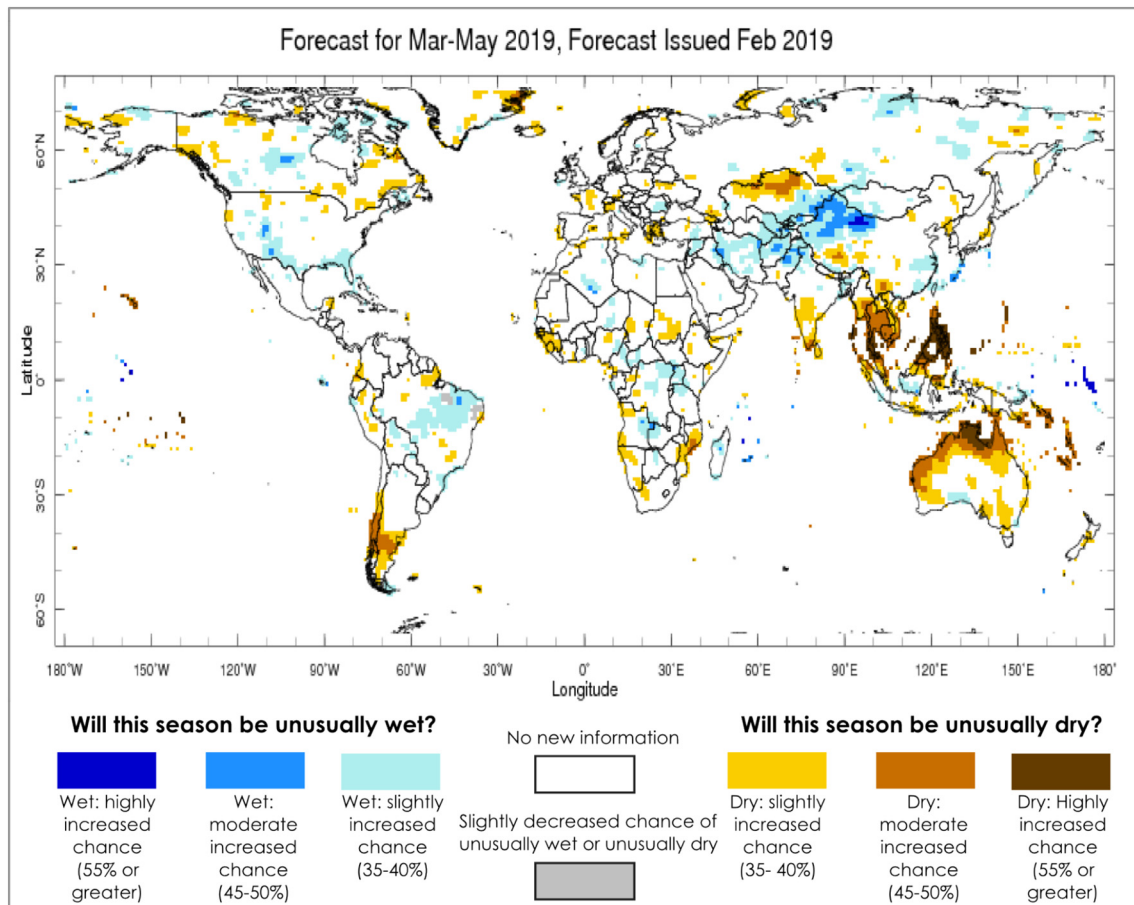 Forecast for Mar-May 2019, Forecast Issued Feb 2019
Latitude
60°N
30°N
0°
30°S
60°S
180°W 150°W 120°W 90°W 60°W 30°W 0° 30°E 60°E 90°E 120°E 150°E 180°
Longitude
Will this season be unusually wet?
Wet: highly
increased
chance
(55% or
greater)
Wet:
moderate
increased
chance
(45-50%)
Wet: slightly
increased
chance
(35-40%)
No new information
Slightly decreased chance of
unusually wet or unusually dry
Will this season be unusually dry?
Dry: slightly
increased
chance
(35- 40%)
Dry:
moderate
increased
chance
(45-50%)
Dry: Highly
increased
chance
(55% or
greater)